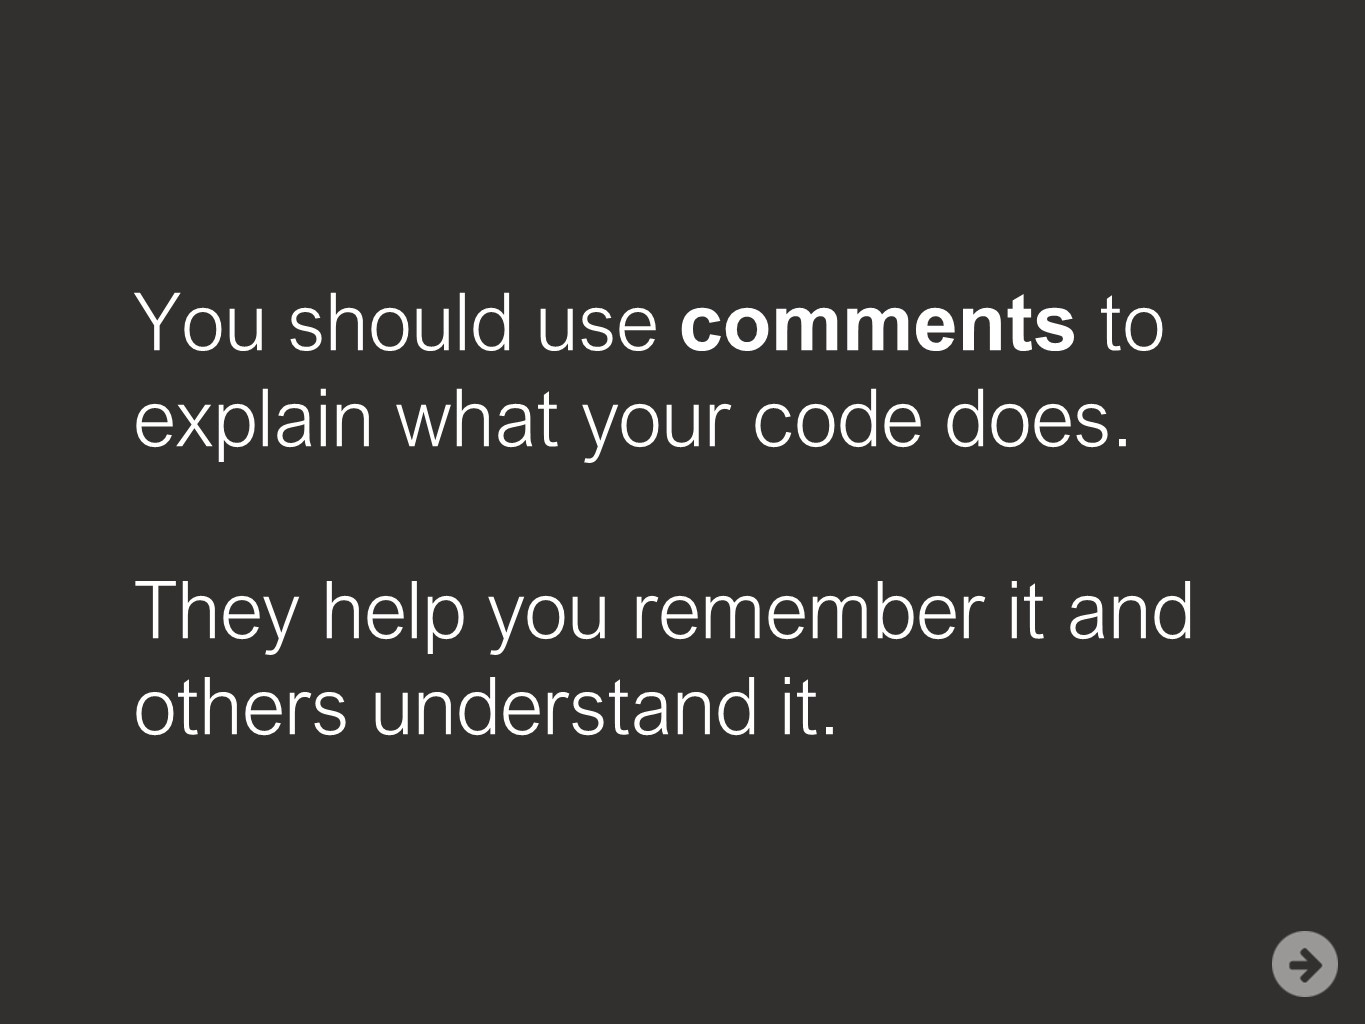 You should use comments to
explain what your code does.
They help you remember it and
others understand it.